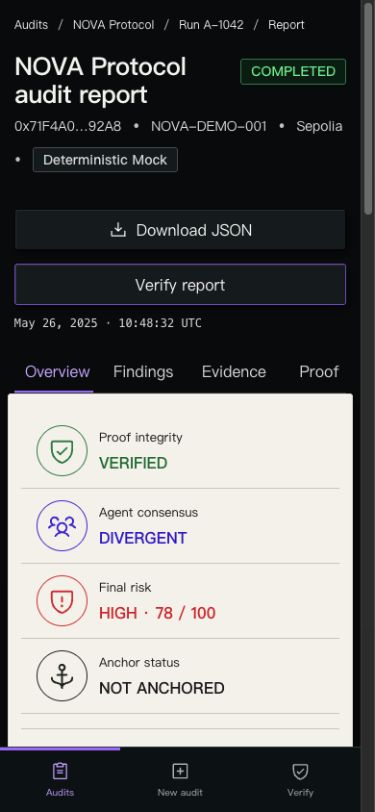 Audits / NOVA Protocol / Run A-1042 / Report
NOVA Protocol
audit report
COMPLETED
0x71F4A0...92A8 • NOVA-DEMO-001 • Sepolia
• Deterministic Mock
Download JSON
Verify report
May 26, 2025 · 10:48:32 UTC
Overview Findings Evidence Proof
Proof integrity
VERIFIED
Agent consensus
DIVERGENT
Final risk
HIGH · 78 / 100
Anchor status
NOT ANCHORED
Audits New audit Verify